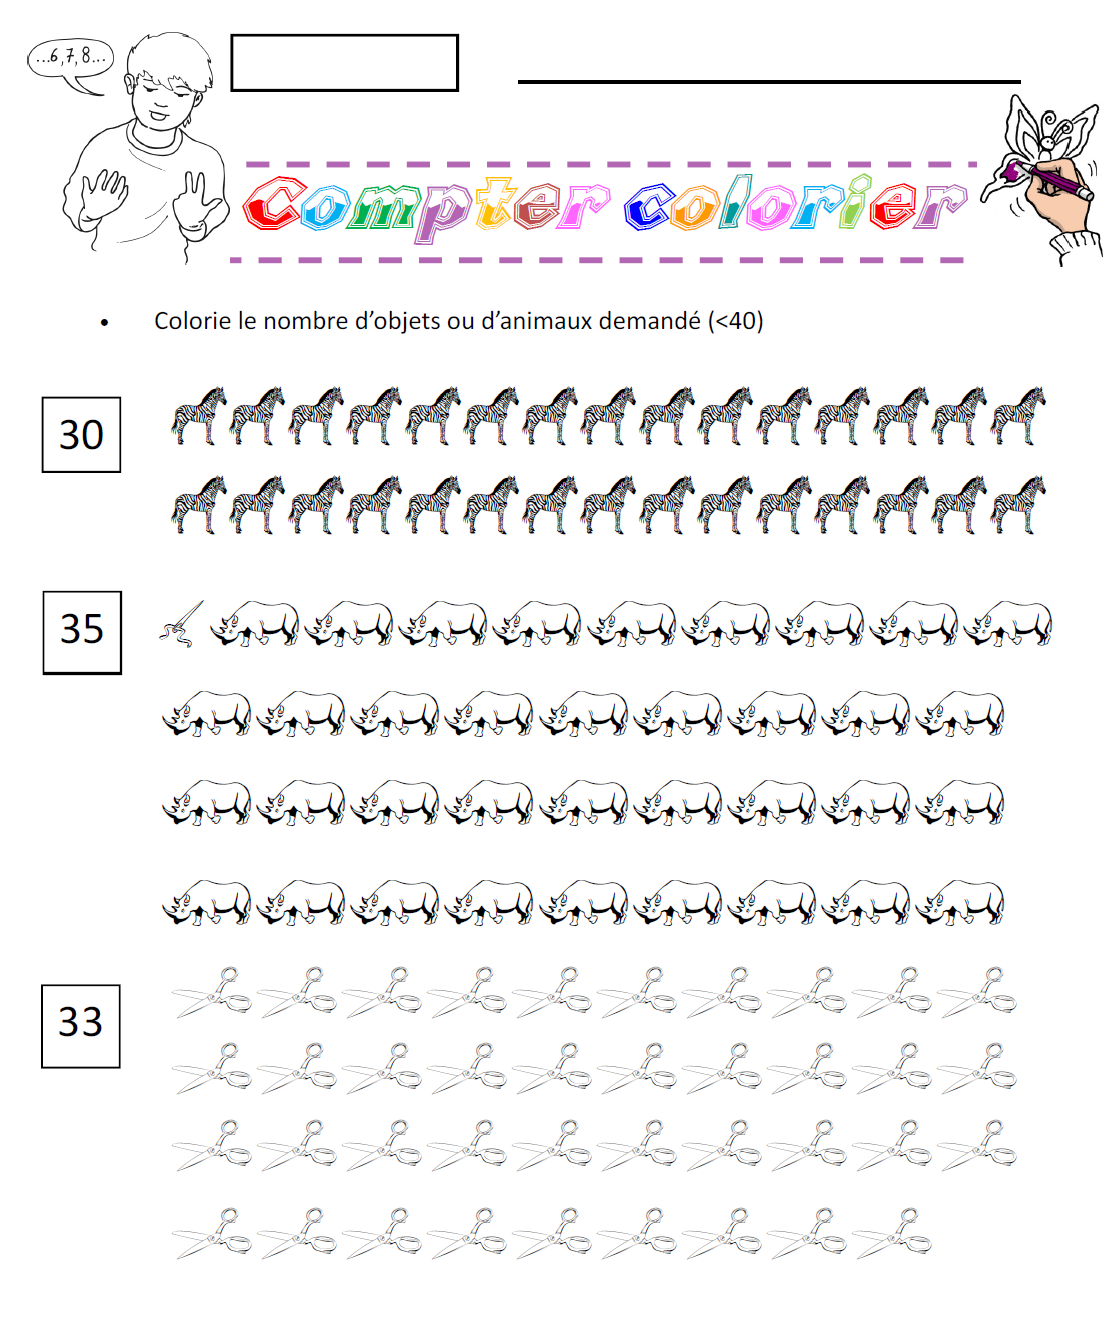 ...6,7,8...
Compter colorier
• Colorie le nombre d’objets ou d’animaux demandé (<40)
30
35
33